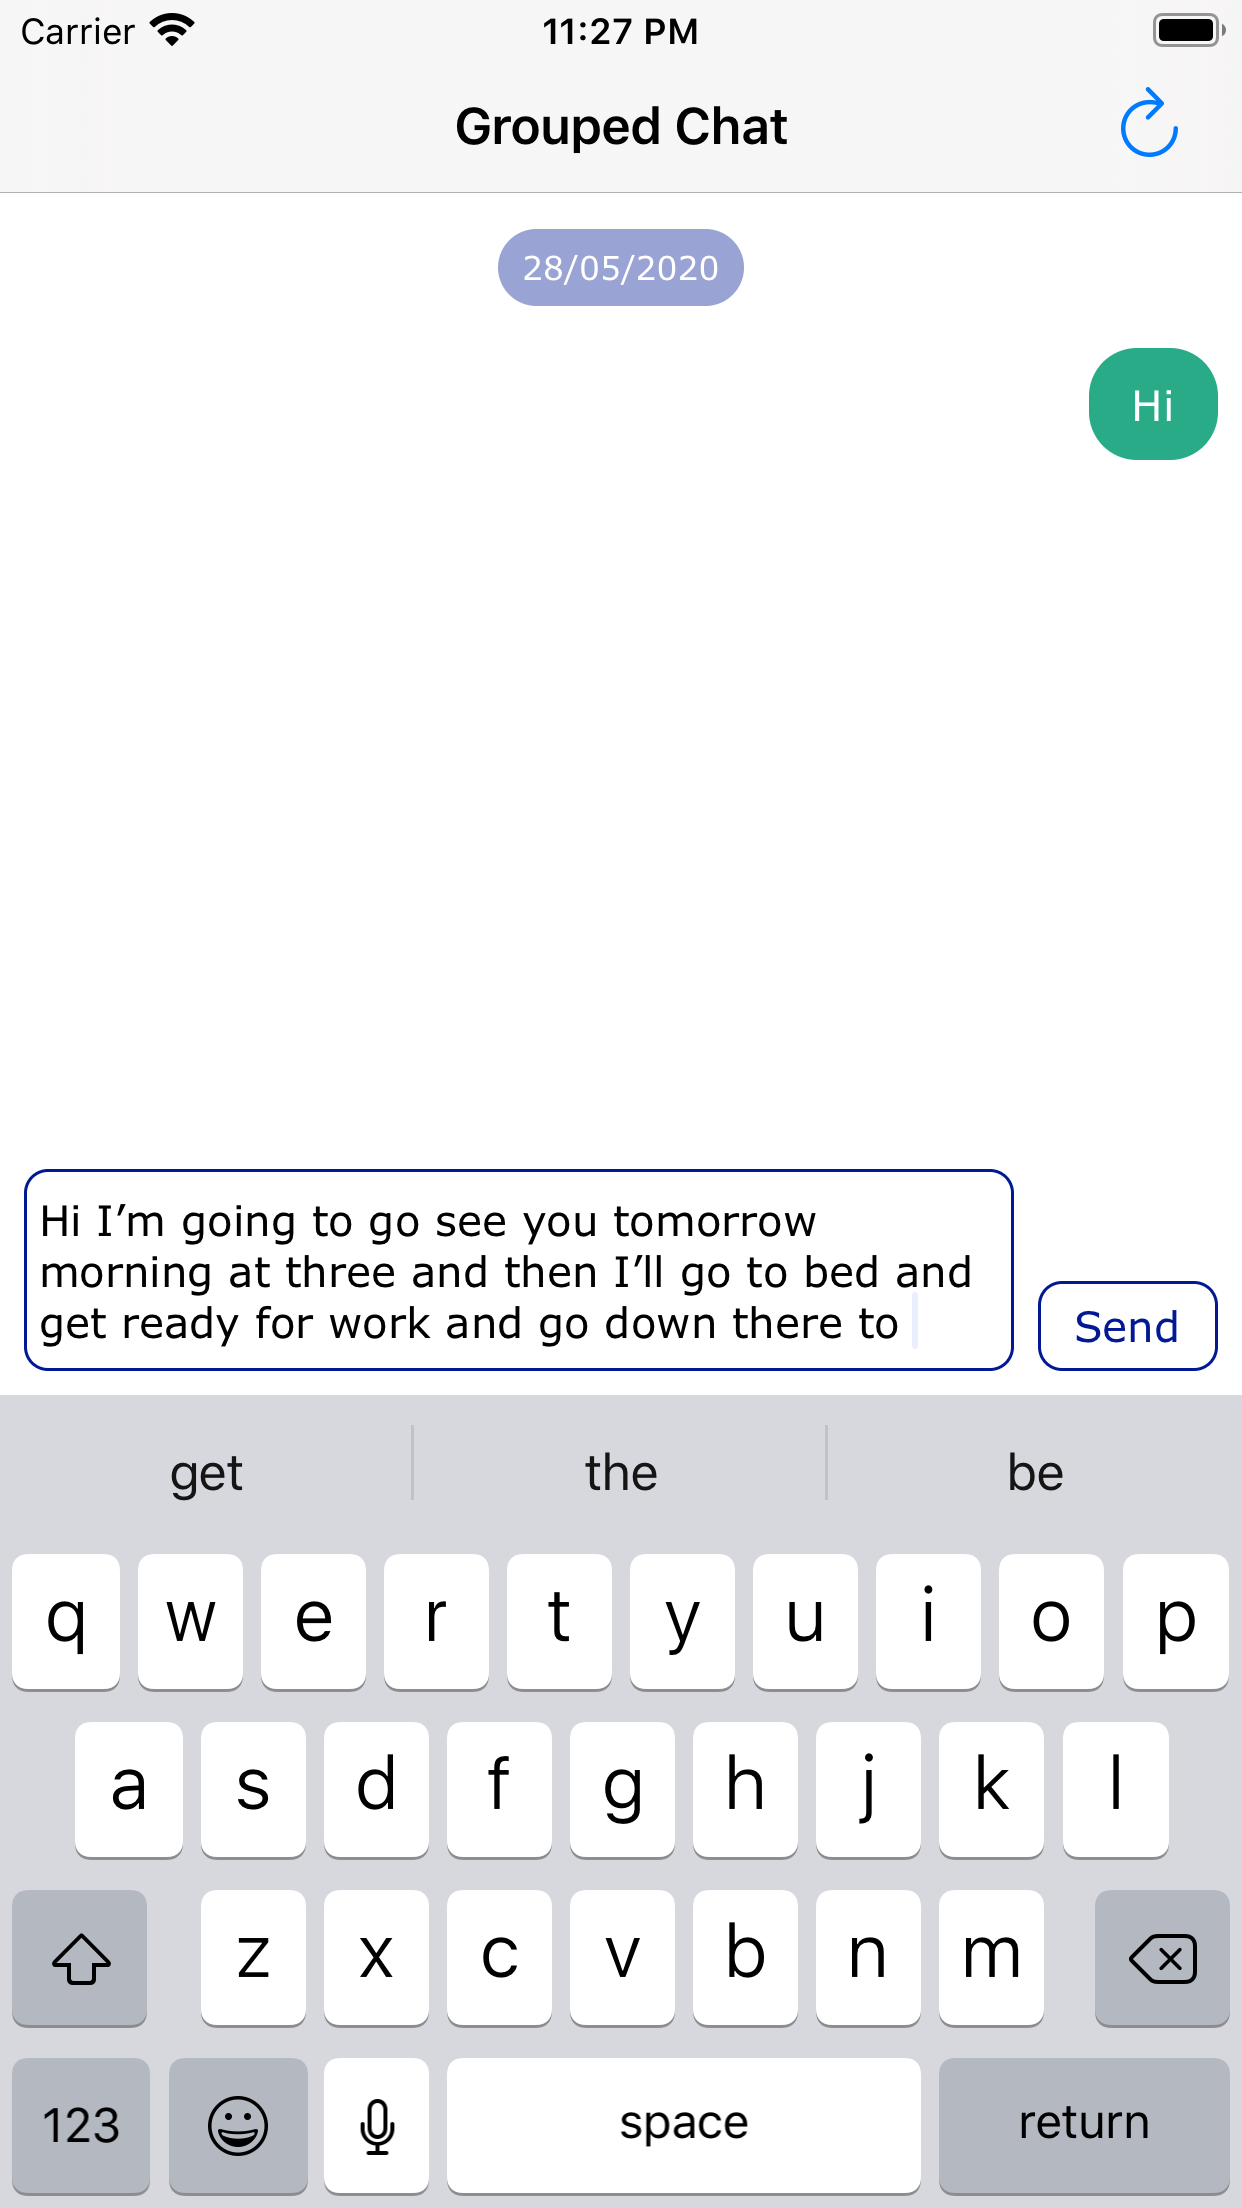 Carrier 11:27 PM
Grouped Chat
28/05/2020
Hi
Hi I’m going to go see you tomorrow
morning at three and then I’ll go to bed and
get ready for work and go down there to
Send
get the be
q w e r t y u i o p
a s d f g h j k l
z x c v b n m
123 space return